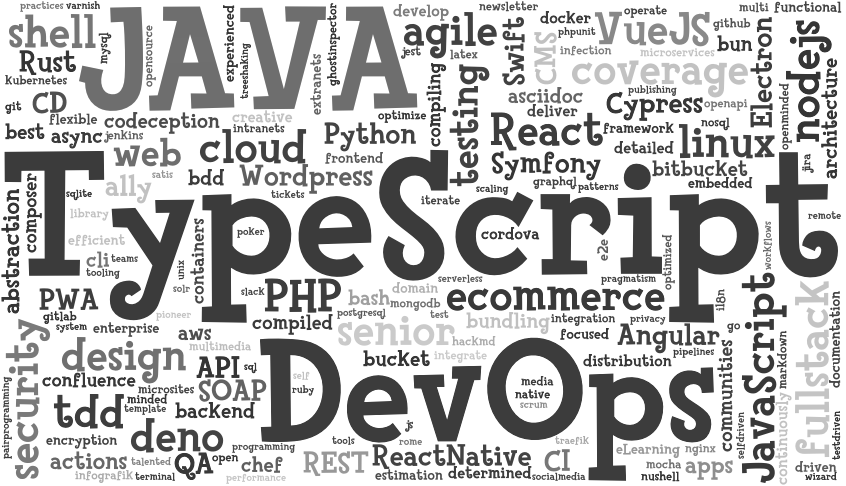 practices
varnish
shell
JAVA
mysql
opensource
experienced
treeshaking
extranets
ghostinspector
develop
agile
jest
latex
newsletter
Swift
docker
phpunit
CMS
infection
operate
VueJS
microservices
github
bun
multi
functional
Electron
nodejs
Rust
kubernetes
git
CD
flexible
codeception
creative
intranets
optimize
compiling
testing
asciidoc
deliver
coverage
publishing
Cypress
openapi
openminded
architecture
best
async
jenkins
web
cloud
Python
frontend
React
framework
nosql
linux
jira
detailed
bitbucket
satis
ally
bdd
Wordpress
tickets
Symfony
graphql
patterns
embedded
scaling
iterate
abstraction
composer
sqlite
library
efficient
TypeScript
remote
cli
teams
tooling
unix
solr
containers
poker
cordova
e2e
optimized
workflows
PWA
gitlab
system
pioneer
enterprise
slack
PHP
compiled
bash
domain
mongodb
postgresql
test
serverless
ecommerce
pragmatism
i18n
aws
multimedia
senior
bundling
hackmd
integration
privacy
focused
Angular
go
pipelines
JavaScript
markdown
fullstack
documentation
security
design
confluence
microsites
minded
template
API
sql
SOAP
backend
self
ruby
bucket
integrate
DevOps
media
native
scrum
distribution
communities
continuously
selfdriven
testdriven
pairprogramming
tdd
encryption
deno
actions
talented
infografik
terminal
QA
open
programming
chef
performance
tools
REST
js
rome
ReactNative
estimation
determined
traefik
CI
socialmedia
eLearning
nginx
mocha
apps
nushell
driven
wizard